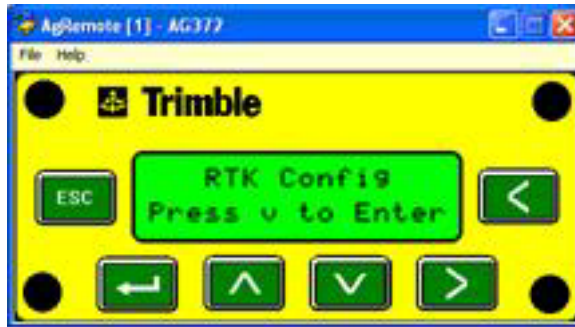 AgRemote [1] - AG372
File Help
Trimble
RTK Config
ESC
Press v to Enter